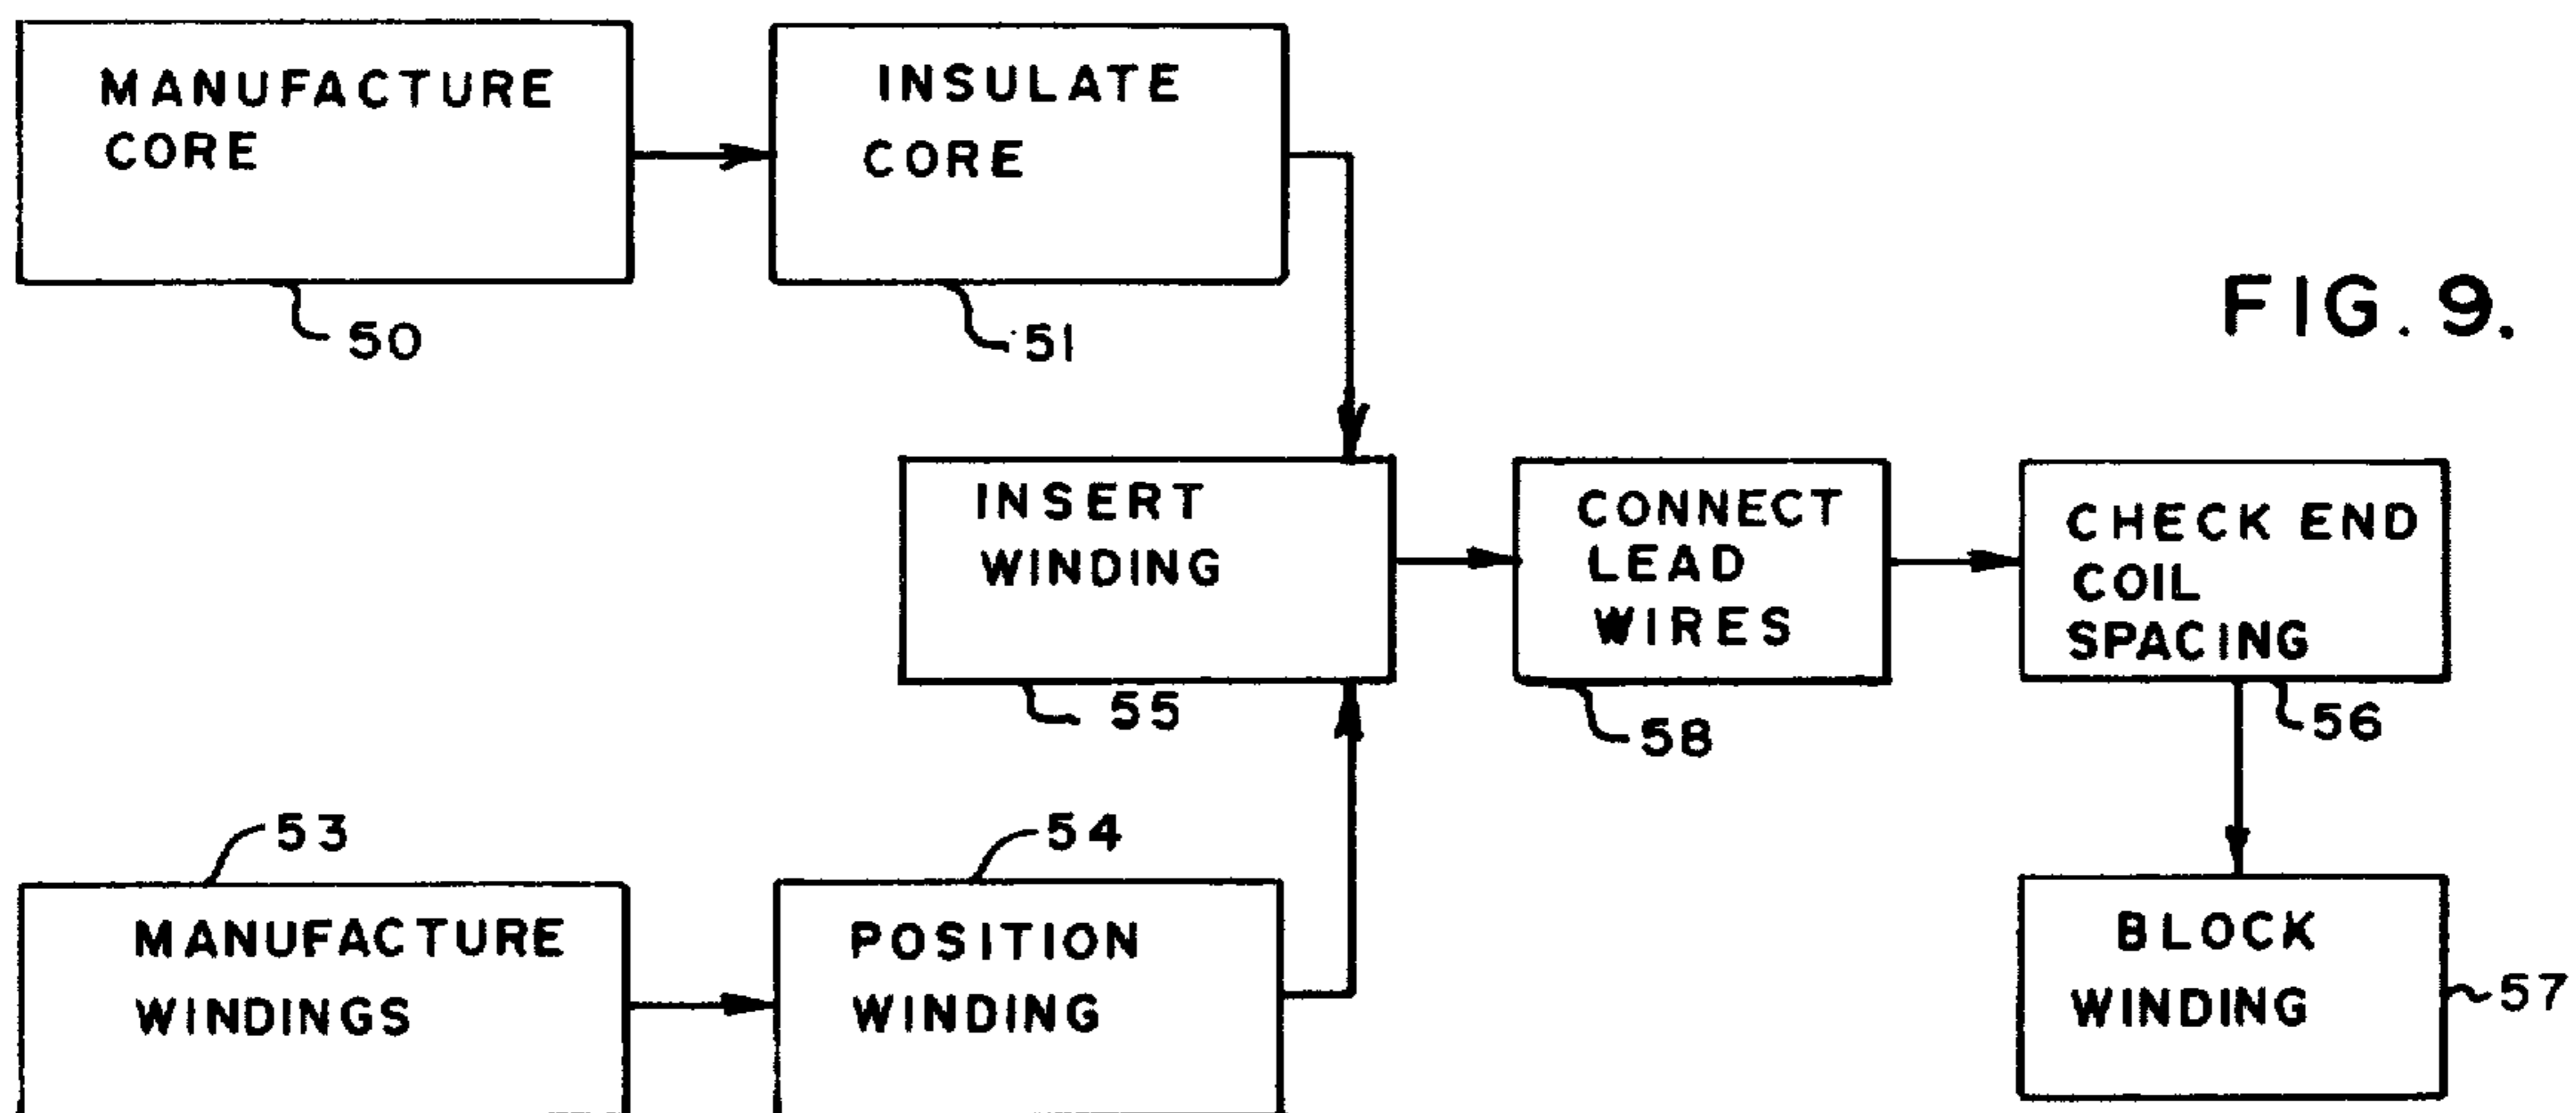 MANUFACTURE
CORE
50
INSULATE
CORE
51
FIG. 9.
INSERT
WINDING
55
CONNECT
LEAD
WIRES
58
CHECK END
COIL
SPACING
56
53
MANUFACTURE
WINDINGS
54
POSITION
WINDING
BLOCK
WINDING
57